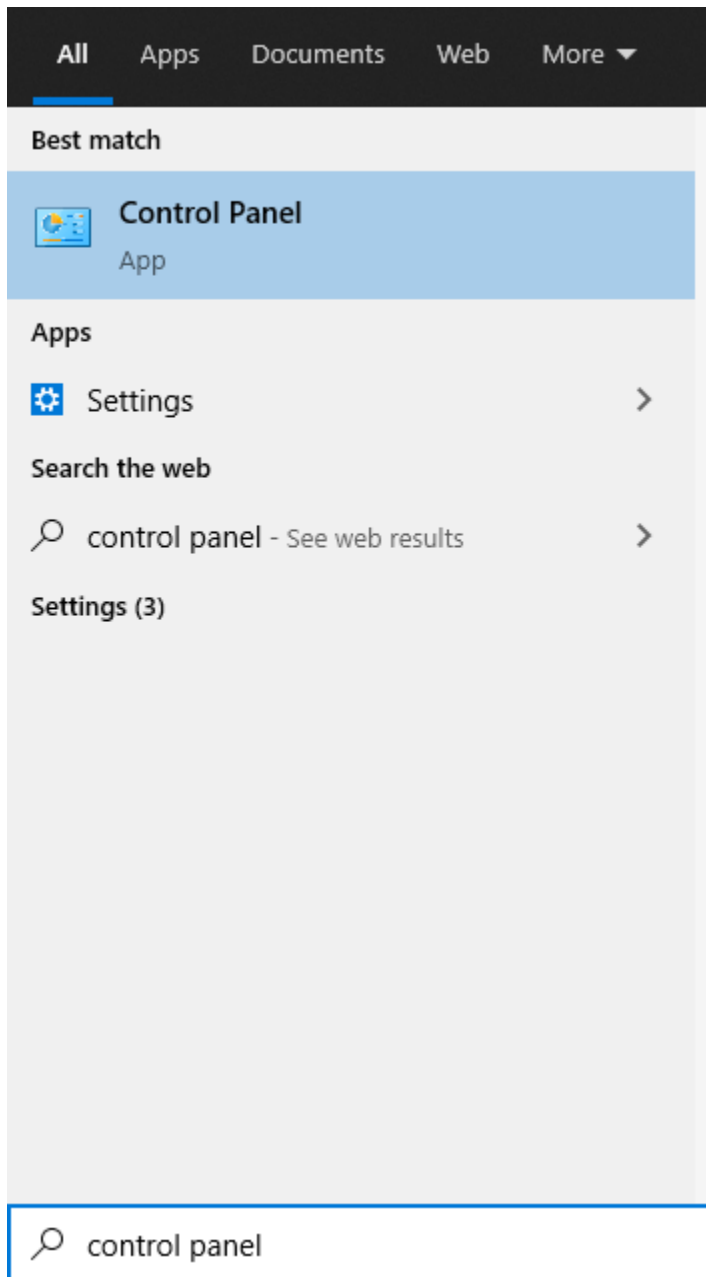 All Apps Documents Web More
Best match
Control Panel
App
Apps
Settings
Search the web
control panel - See web results
Settings (3)
control panel